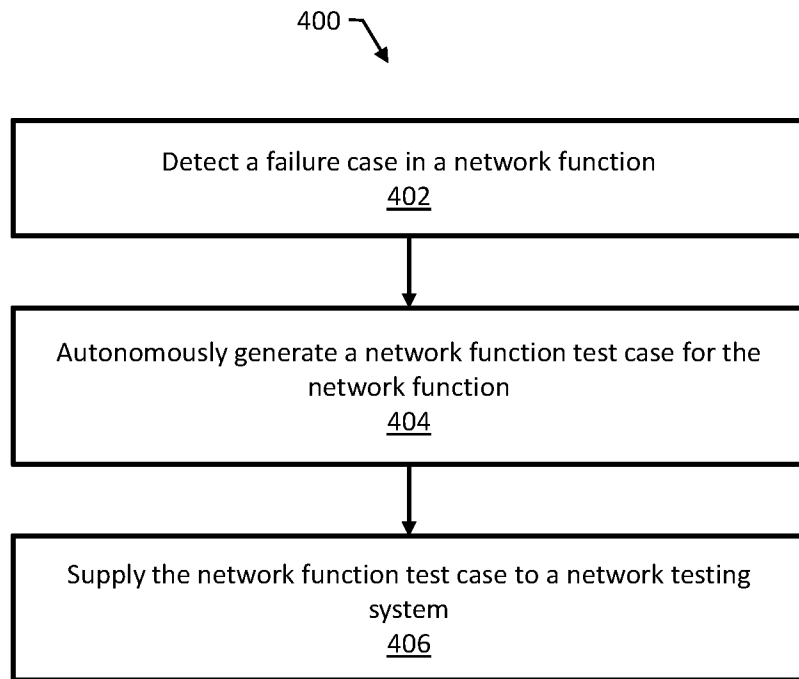 400
Detect a failure case in a network function
402
Autonomously generate a network function test case for the
network function
404
Supply the network function test case to a network testing
system
406